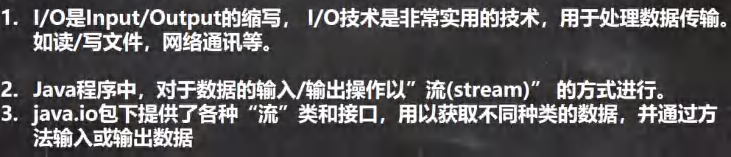 1. I/O是Input/Output的缩写， I/O技术是非常实用的技术，用于处理数据传输。
如读/写文件，网络通讯等。
2. Java程序中，对于数据的输入/输出操作以”流(stream)” 的方式进行。
3. java.io包下提供了各种“流”类和接口，用以获取不同种类的数据，并通过方
法输入或输出数据